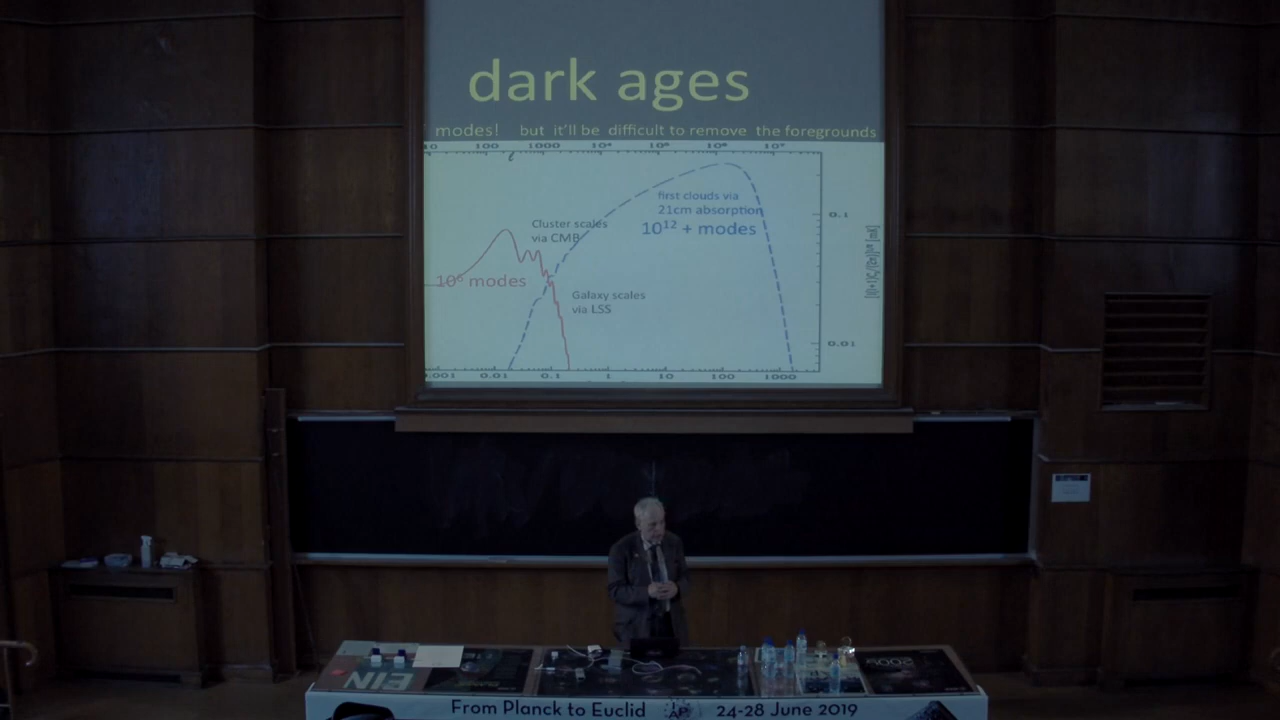 dark ages
modes! but it'll be difficult to remove the foregrounds
10 100 1000 10⁴ 10⁵ 10⁶ 10⁷
ℓ
first clouds via
21cm absorption
10¹² + modes
0.1
Cluster scales
via CMB
10⁶ modes
Galaxy scales
via LSS
0.01
0.001 0.01 0.1 1 10 100 1000
From Planck to Euclid 24-28 June 2019